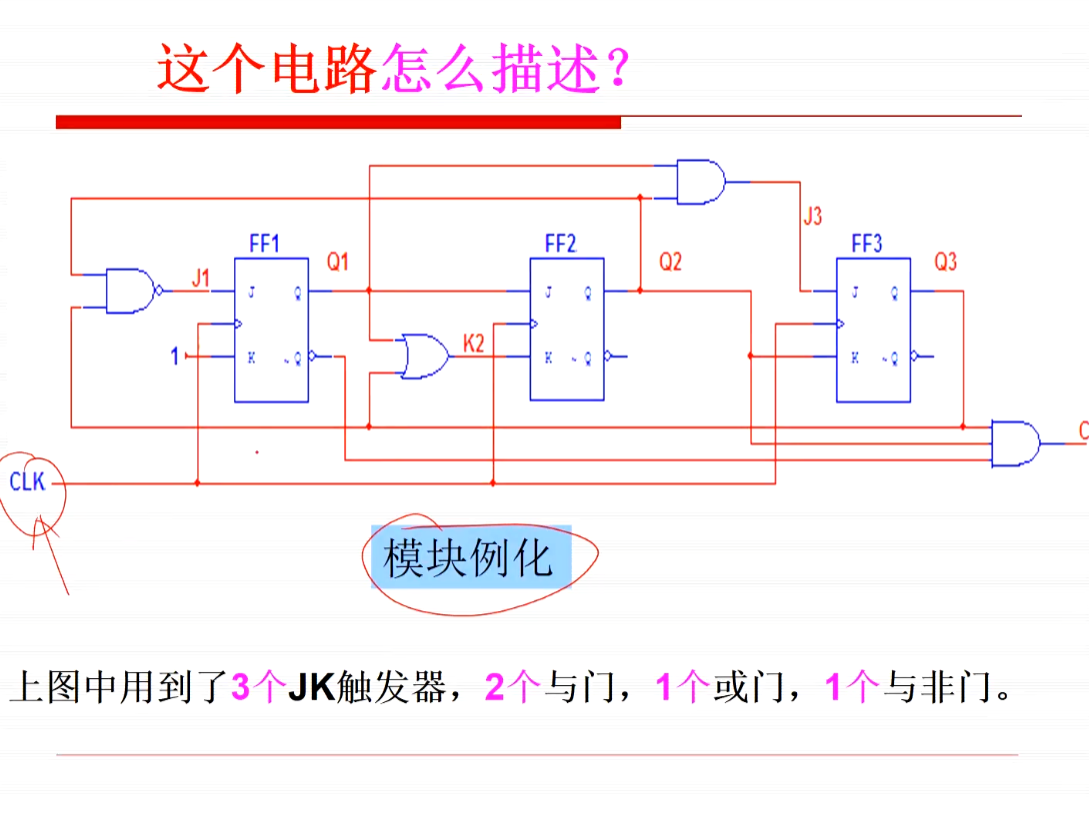 这个电路怎么描述？
J3
FF1 FF2 FF3
Q1 Q2 Q3
J1
J Q J Q J Q
1 K2
K ~Q K ~Q K ~Q
C
CLK
模块例化
上图中用到了3个JK触发器，2个与门，1个或门，1个与非门。